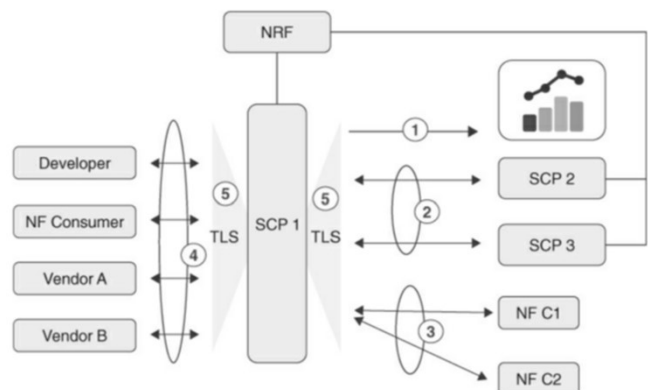 NRF
1
Developer
5
5
SCP 2
NF Consumer
SCP 1
2
TLS
TLS
4
SCP 3
Vendor A
NF C1
3
Vendor B
NF C2